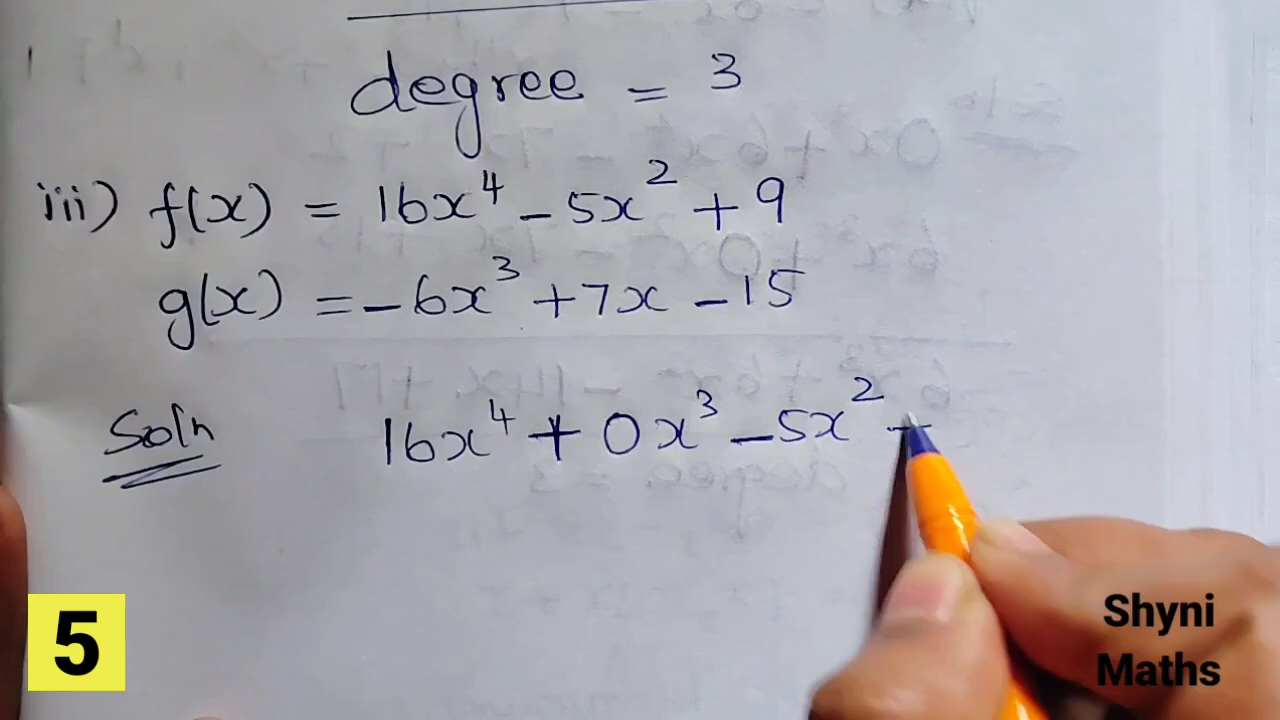 degree = 3
iii) f(x) = 16x⁴ - 5x² + 9
g(x) = -6x³ + 7x - 15
Soln 16x⁴ + 0x³ - 5x² +
5
Shyni
Maths